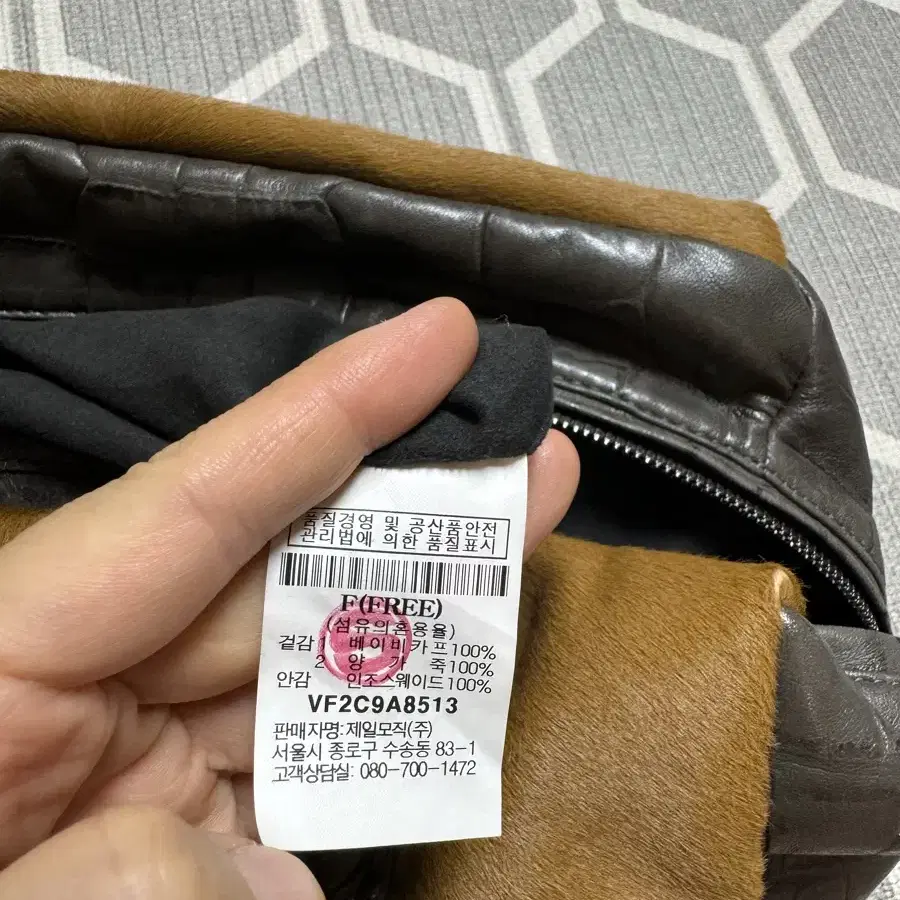 품질경영 및 공산품안전
관리법에 의한 품질표시
F(FREE)
(섬유의혼용율)
겉감 1 베이비카프100%
2 양 가 죽100%
안감 인조스웨이드100%
VF2C9A8513
판매자명:제일모직(주)
서울시 종로구 수송동 83-1
고객상담실: 080-700-1472